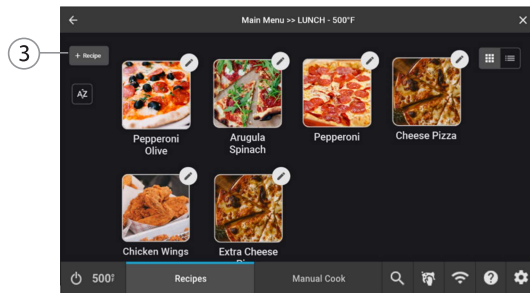 Main Menu >> LUNCH - 500°F
3
+ Recipe
AZ
Pepperoni
Olive
Arugula
Spinach
Pepperoni
Cheese Pizza
Chicken Wings
Extra Cheese
500°F
Recipes
Manual Cook
?